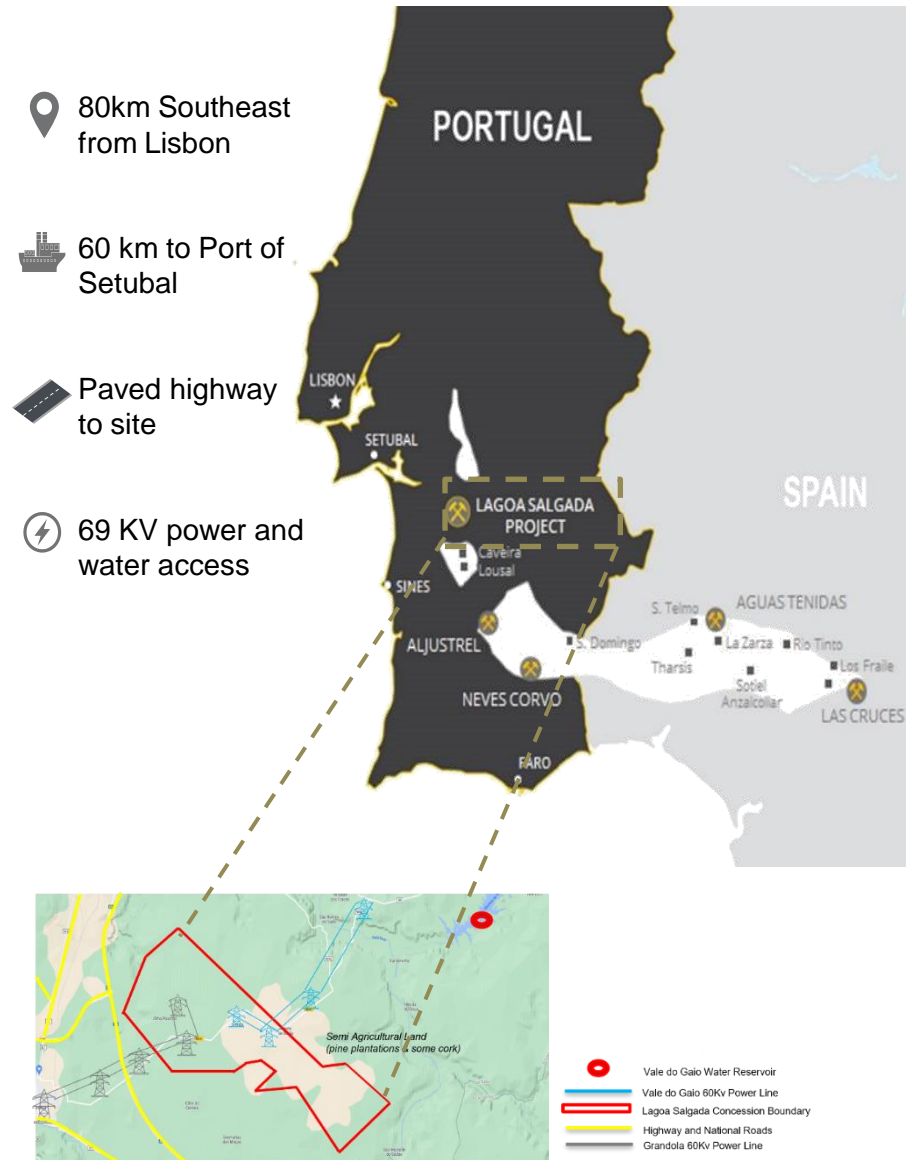 80km Southeast
from Lisbon
60 km to Port of
Setubal
Paved highway
to site
69 KV power and
water access
PORTUGAL
SPAIN
LISBON
SETUBAL
LAGOA SALGADA
PROJECT
Caveira
Lousal
SINES
ALJUSTREL
S. Domingo
NEVES CORVO
FARO
S. Telmo
AGUAS TENIDAS
La Zarza
Rio Tinto
Tharsis
Sotiel
Los Fraile
Anzalcollar
LAS CRUCES
Semi Agricultural Land
(pine plantations & some cork)
Vale do Gaio Water Reservoir
Vale do Gaio 60Kv Power Line
Lagoa Salgada Concession Boundary
Highway and National Roads
Grandola 60Kv Power Line